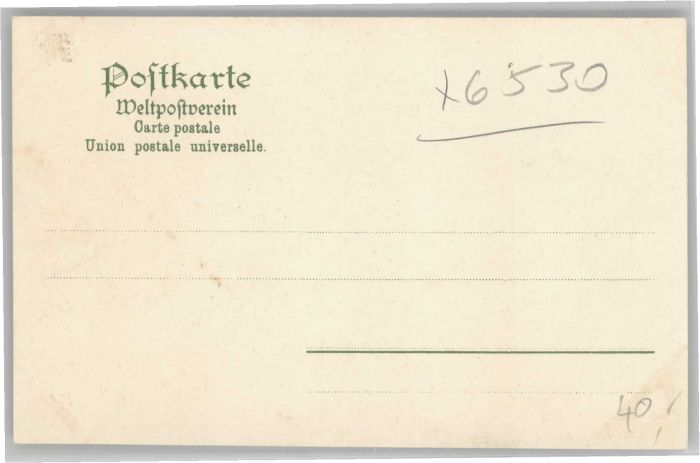 Postkarte
Weltpostverein
Carte postale
Union postale universelle.
x6530
40,